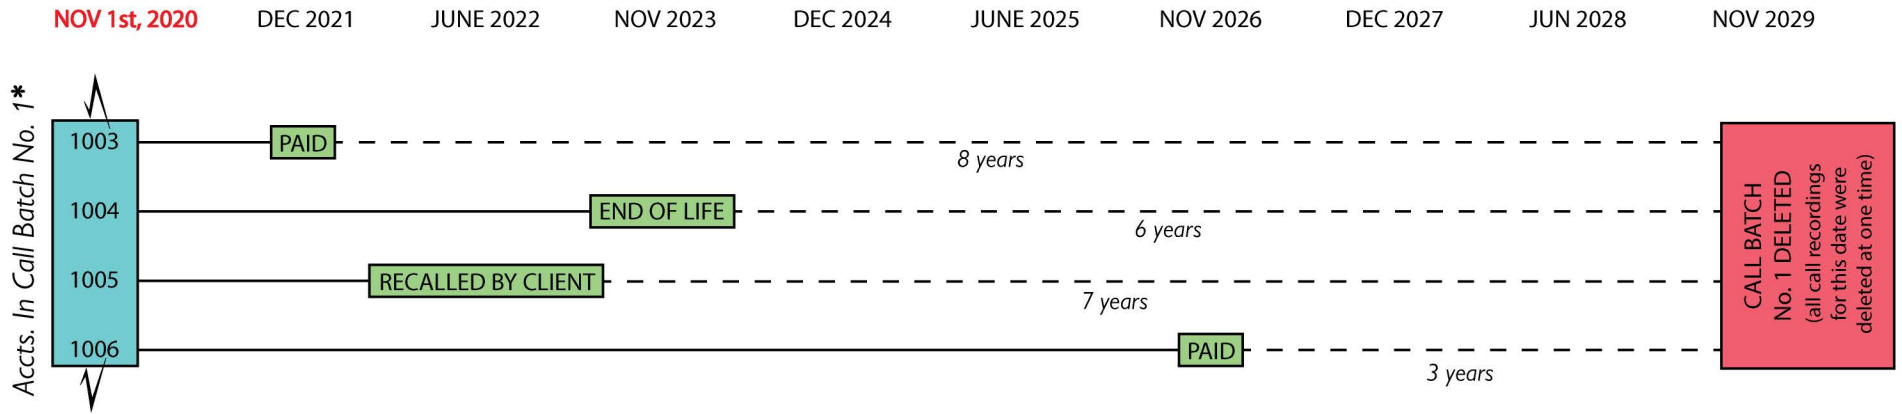 NOV 1st, 2020 DEC 2021 JUNE 2022 NOV 2023 DEC 2024 JUNE 2025 NOV 2026 DEC 2027 JUN 2028 NOV 2029
Accts. In Call Batch No. 1*
1003
PAID
8 years
1004
END OF LIFE
6 years
1005
RECALLED BY CLIENT
7 years
1006
PAID
3 years
CALL BATCH
No. 1 DELETED
(all call recordings
for this date were
deleted at one time)